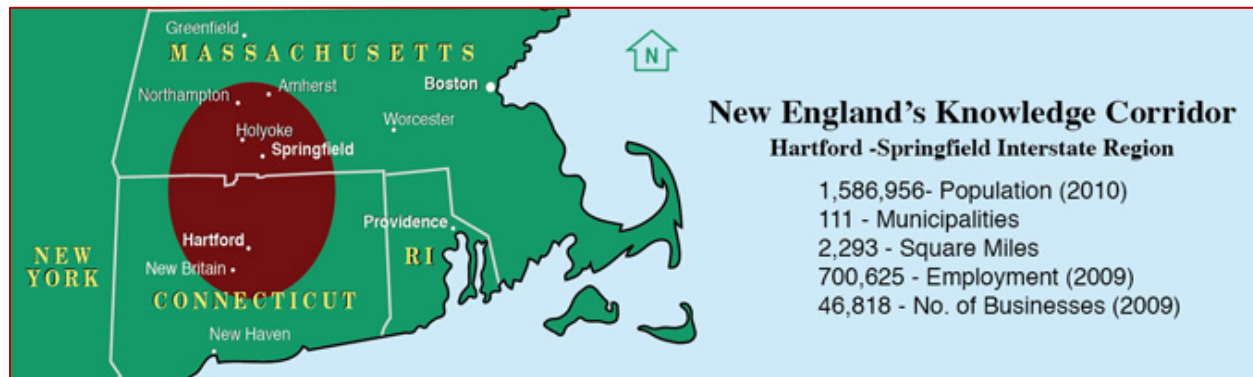 Greenfield
MASSACHUSETTS
Boston
Northampton
Amherst
Worcester
Holyoke
Springfield
Providence
Hartford
NEW
YORK
RI
New Britain
CONNECTICUT
New Haven
N
New England's Knowledge Corridor
Hartford -Springfield Interstate Region
1,586,956- Population (2010)
111 - Municipalities
2,293 - Square Miles
700,625 - Employment (2009)
46,818 - No. of Businesses (2009)